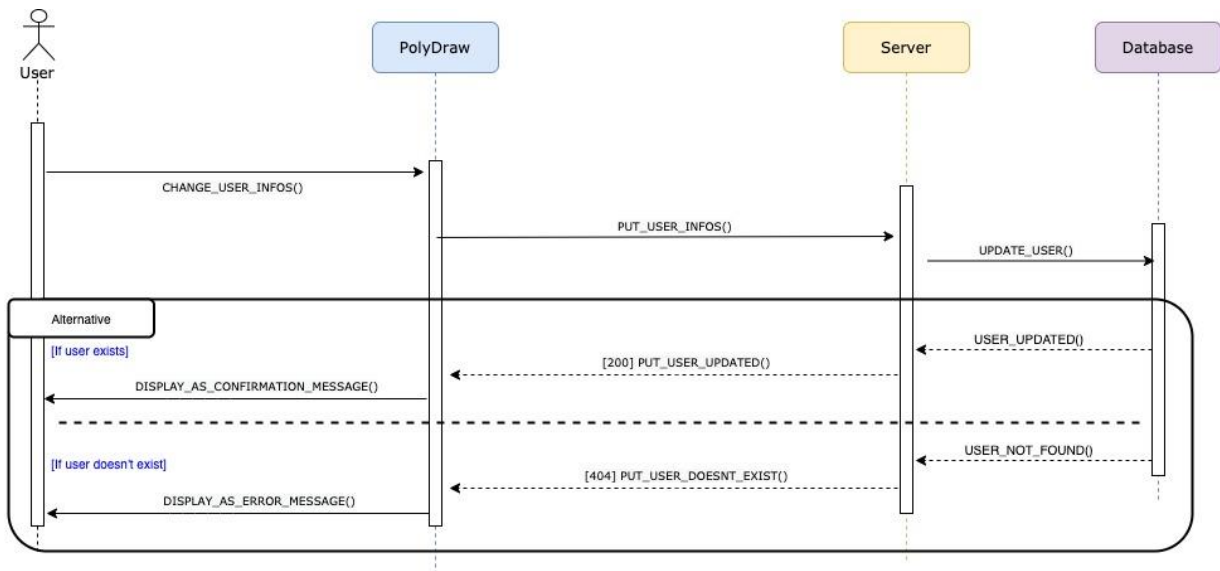 User
PolyDraw
Server
Database
CHANGE_USER_INFOS()
PUT_USER_INFOS()
UPDATE_USER()
Alternative
[If user exists]
USER_UPDATED()
[200] PUT_USER_UPDATED()
DISPLAY_AS_CONFIRMATION_MESSAGE()
[If user doesn't exist]
USER_NOT_FOUND()
[404] PUT_USER_DOESNT_EXIST()
DISPLAY_AS_ERROR_MESSAGE()